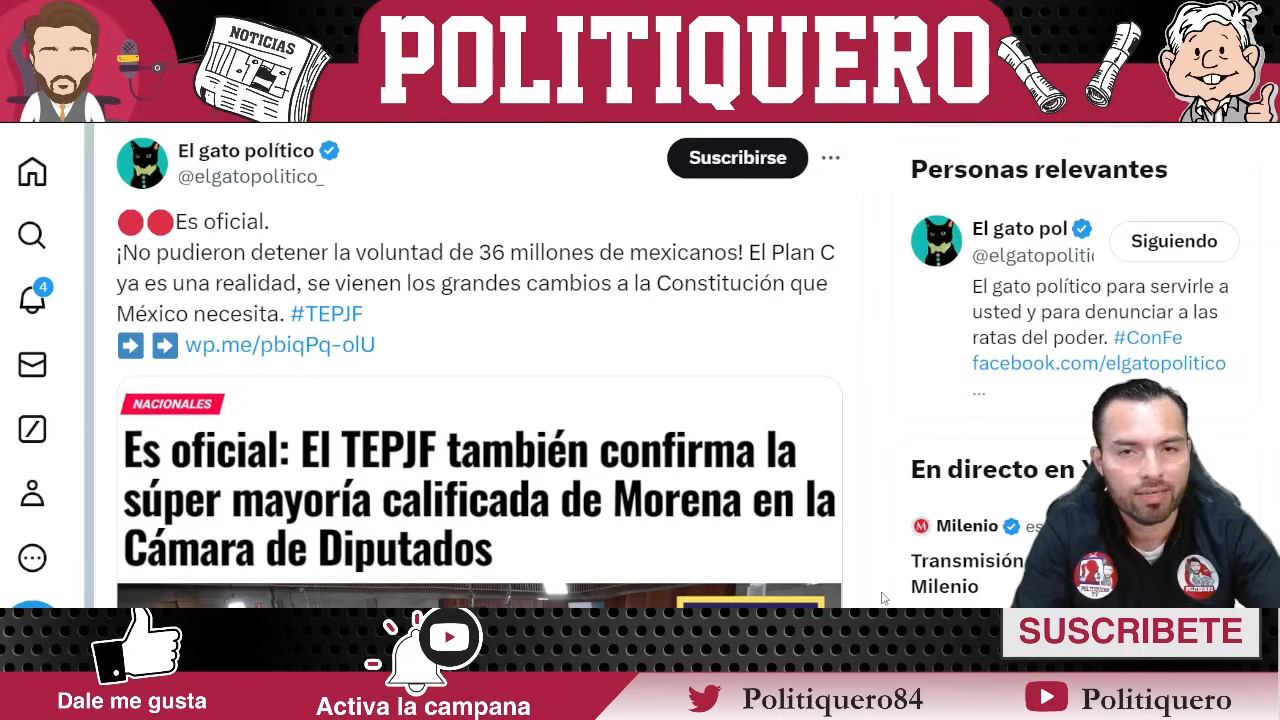 NOTICIAS
POLITIQUERO
El gato político
@elgatopolitico_
Suscribirse
Es oficial.
¡No pudieron detener la voluntad de 36 millones de mexicanos! El Plan C
ya es una realidad, se vienen los grandes cambios a la Constitución que
México necesita. #TEPJF
wp.me/pbiqPq-olU
NACIONALES
Es oficial: El TEPJF también confirma la
súper mayoría calificada de Morena en la
Cámara de Diputados
4
Personas relevantes
El gato pol
@elgatopolitic
Siguiendo
El gato político para servirle a
usted y para denunciar a las
ratas del poder. #ConFe
facebook.com/elgatopolitico
...
En directo en X
Milenio es
Transmisión
Milenio
POLITIQUERO
POLITIQUERO
SUSCRIBETE
Dale me gusta
Activa la campana
Politiquero84
Politiquero